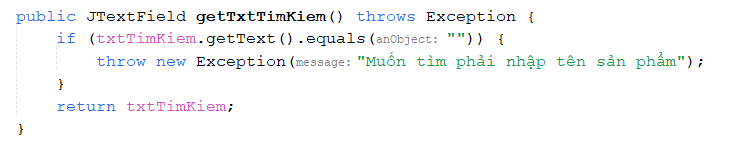 public JTextField getTxtTimKiem() throws Exception {
if (txtTimKiem.getText().equals(anObject: "")) {
throw new Exception(message: "Muốn tìm phải nhập tên sản phẩm");
}
return txtTimKiem;
}